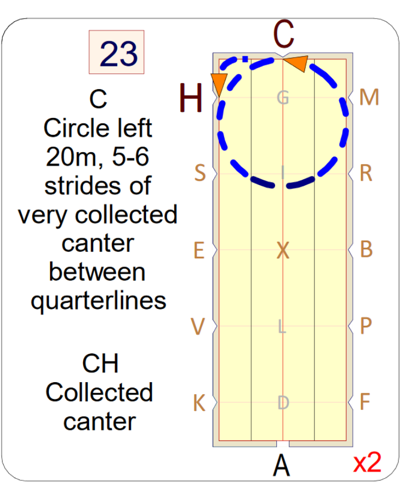 23
C
C
Circle left
20m, 5-6
strides of
very collected
canter
between
quarterlines
CH
Collected
canter
H
G
M
S
I
R
E
X
B
V
L
P
K
D
F
A
x2